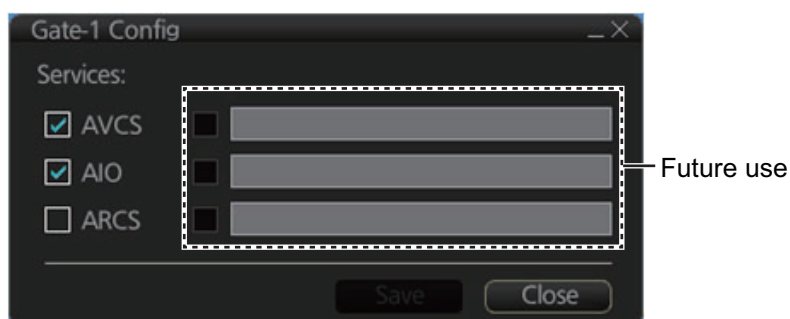 Gate-1 Config
Services:
AVCS
AIO
ARCS
Future use
Save
Close